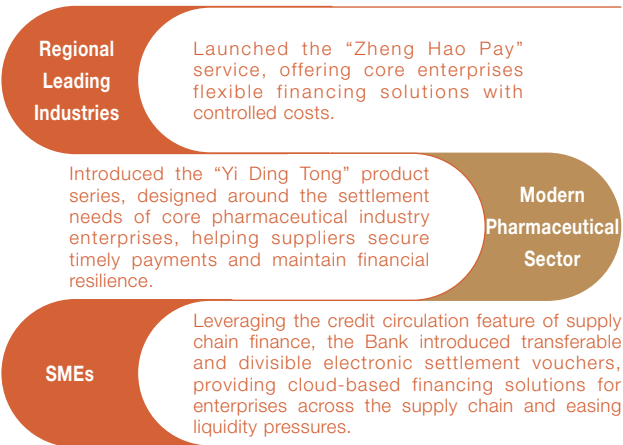 Regional
Leading
Industries
Launched the “Zheng Hao Pay”
service, offering core enterprises
flexible financing solutions with
controlled costs.
Introduced the “Yi Ding Tong” product
series, designed around the settlement
needs of core pharmaceutical industry
enterprises, helping suppliers secure
timely payments and maintain financial
resilience.
Modern
Pharmaceutical
Sector
SMEs
Leveraging the credit circulation feature of supply
chain finance, the Bank introduced transferable
and divisible electronic settlement vouchers,
providing cloud-based financing solutions for
enterprises across the supply chain and easing
liquidity pressures.